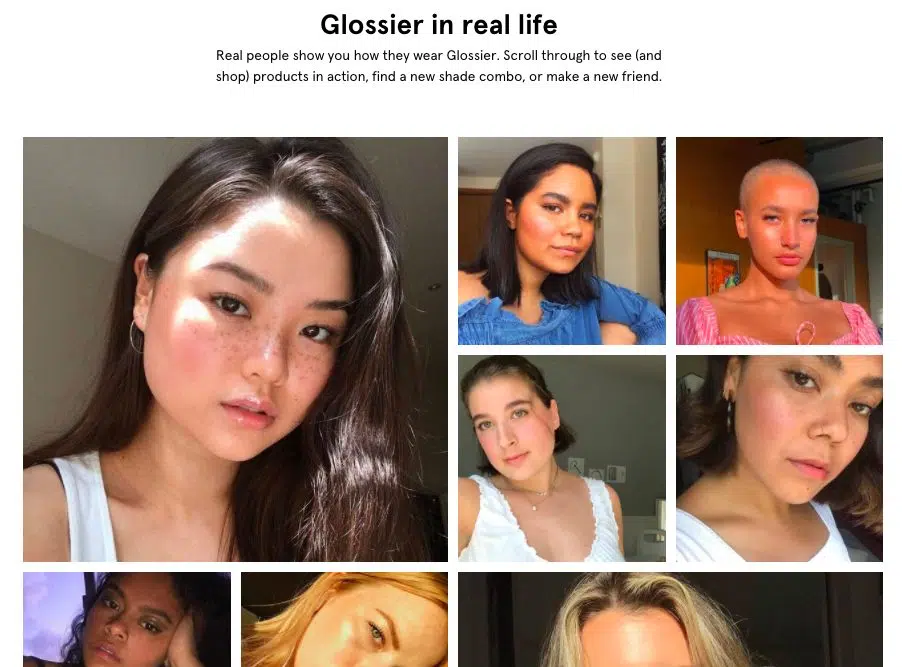 Glossier in real life
Real people show you how they wear Glossier. Scroll through to see (and
shop) products in action, find a new shade combo, or make a new friend.